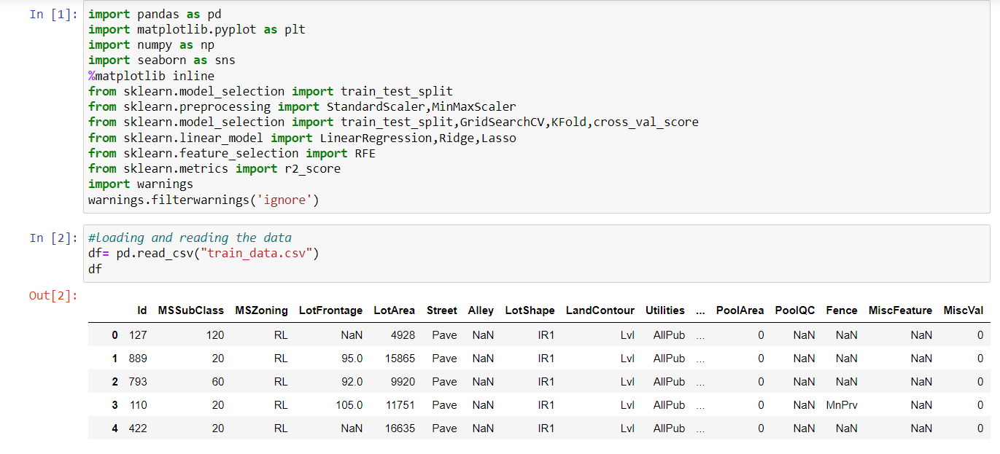 In [1]: import pandas as pd
import matplotlib.pyplot as plt
import numpy as np
import seaborn as sns
%matplotlib inline
from sklearn.model_selection import train_test_split
from sklearn.preprocessing import StandardScaler,MinMaxScaler
from sklearn.model_selection import train_test_split,GridSearchCV,KFold,cross_val_score
from sklearn.linear_model import LinearRegression,Ridge,Lasso
from sklearn.feature_selection import RFE
from sklearn.metrics import r2_score
import warnings
warnings.filterwarnings('ignore')
In [2]: #loading and reading the data
df= pd.read_csv("train_data.csv")
df
Out[2]:
Id MSSubClass MSZoning LotFrontage LotArea Street Alley LotShape LandContour Utilities ... PoolArea PoolQC Fence MiscFeature MiscVal
0 127 120 RL NaN 4928 Pave NaN IR1 Lvl AllPub ... 0 NaN NaN NaN 0
1 889 20 RL 95.0 15865 Pave NaN IR1 Lvl AllPub ... 0 NaN NaN NaN 0
2 793 60 RL 92.0 9920 Pave NaN IR1 Lvl AllPub ... 0 NaN NaN NaN 0
3 110 20 RL 105.0 11751 Pave NaN IR1 Lvl AllPub ... 0 NaN MnPrv NaN 0
4 422 20 RL NaN 16635 Pave NaN IR1 Lvl AllPub ... 0 NaN NaN NaN 0